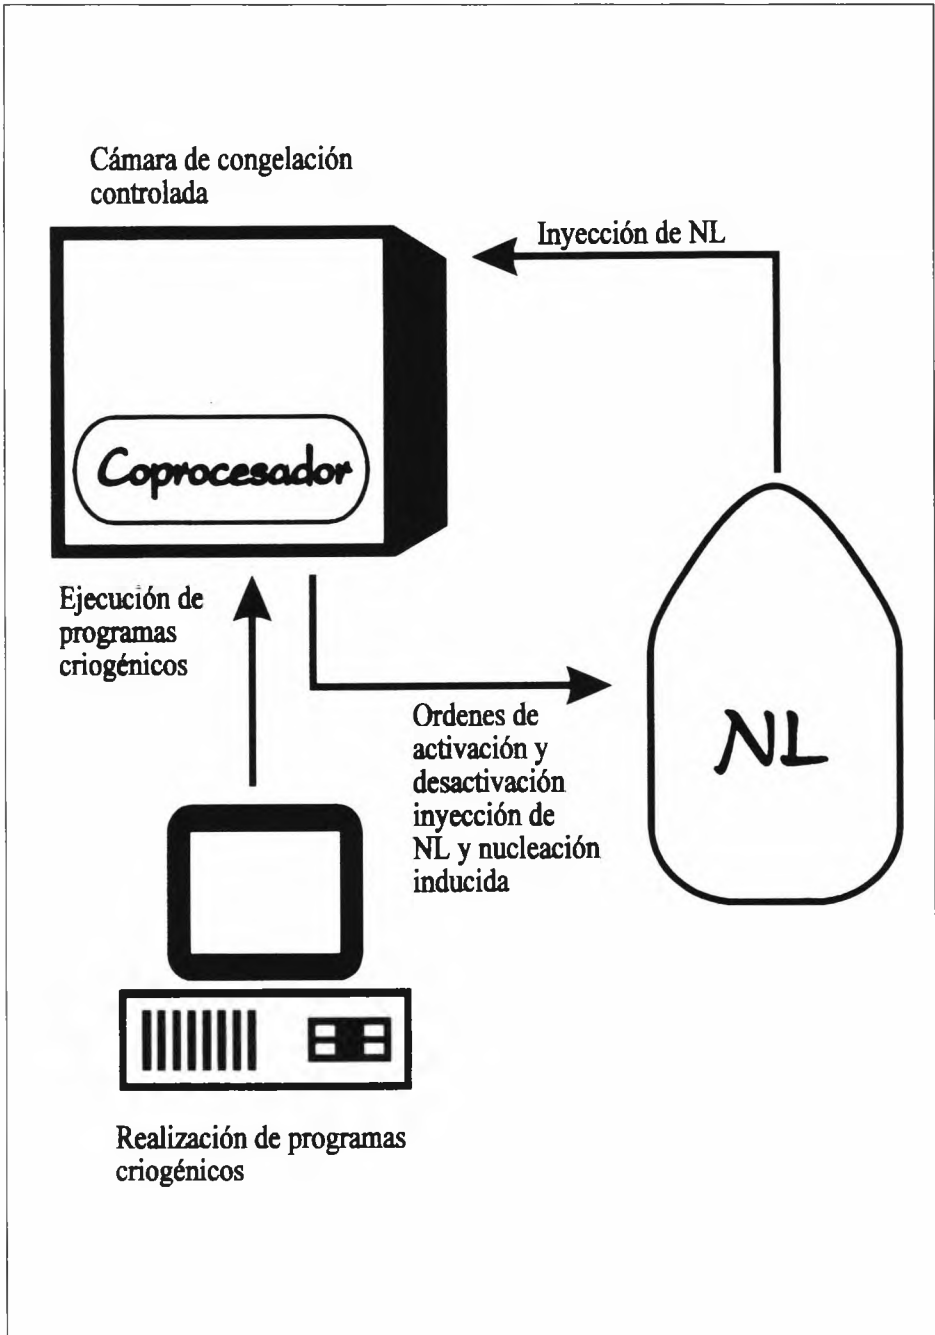 Cámara de congelación
controlada
Inyección de NL
Coprocesador
Ejecución de
programas
criogénicos
Ordenes de
activación y
desactivación
inyección de
NL y nucleación
inducida
NL
Realización de programas
criogénicos